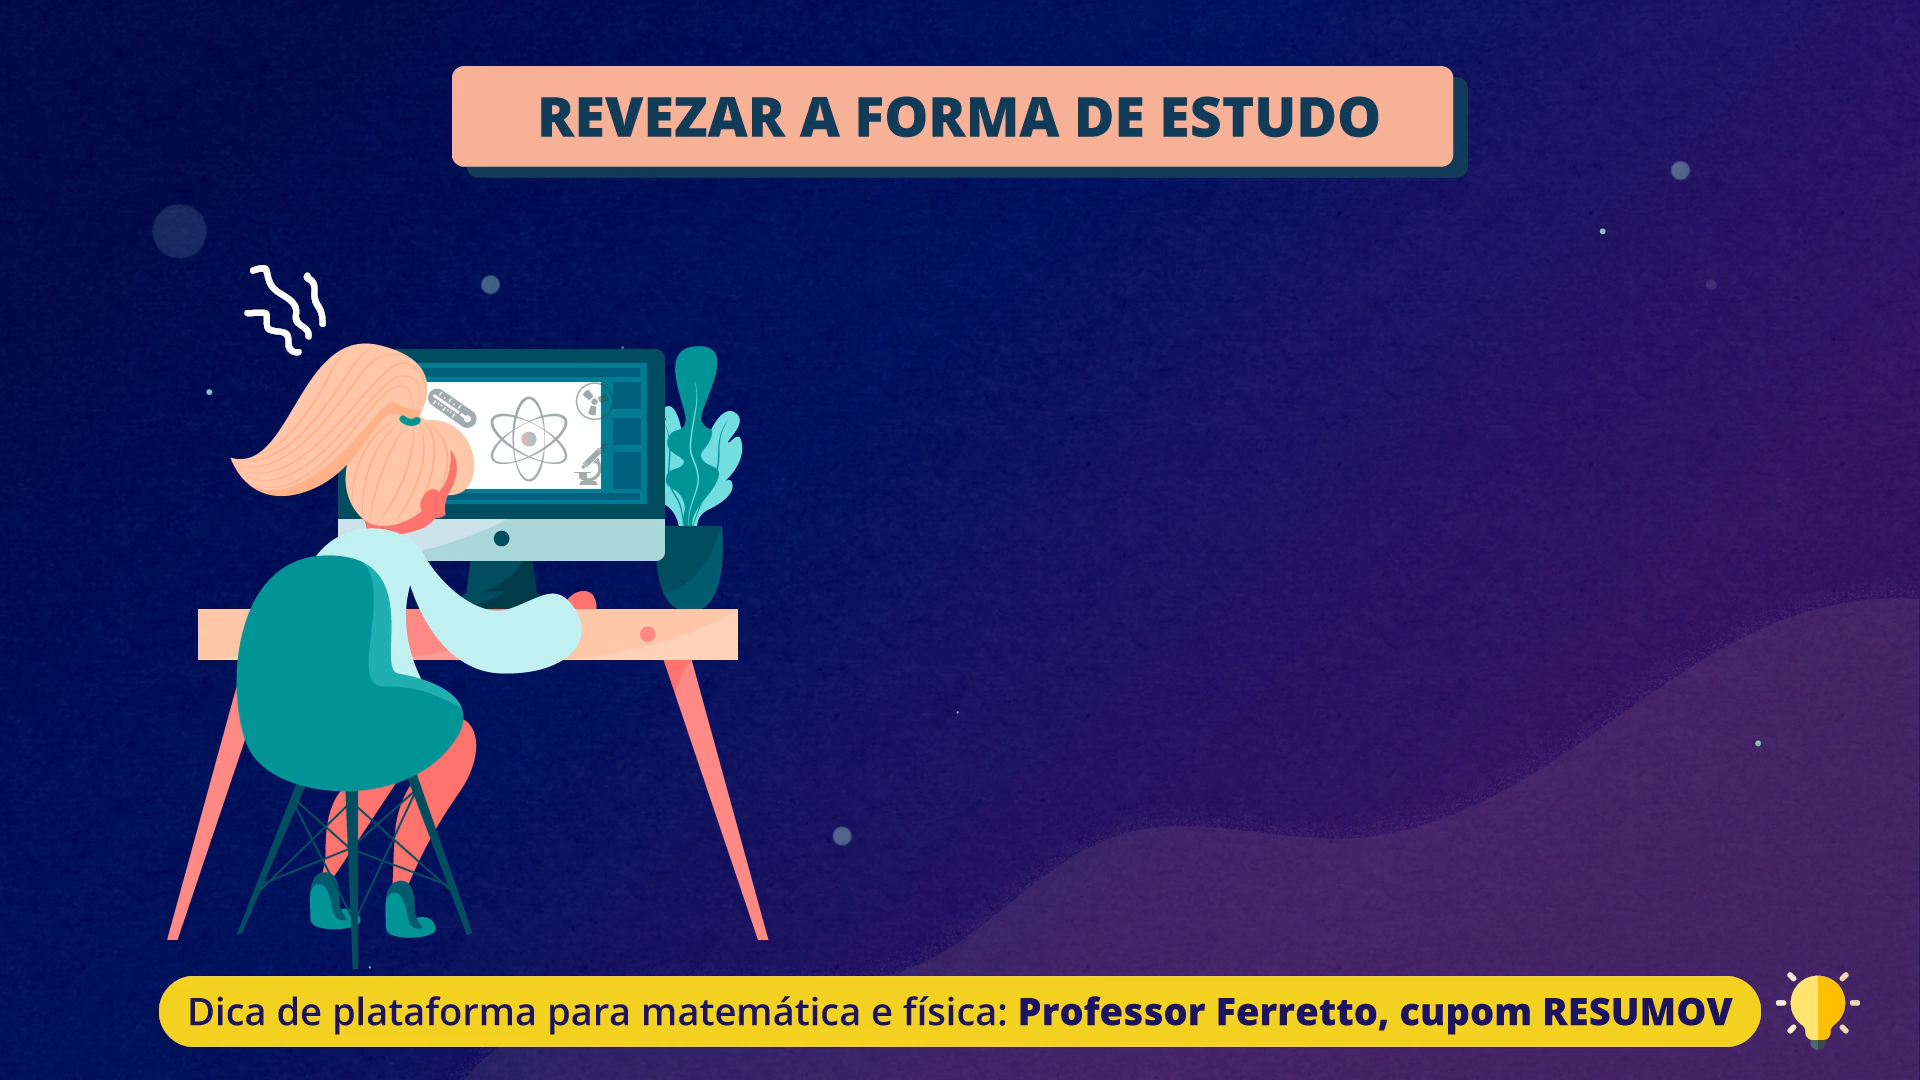 REVEZAR A FORMA DE ESTUDO
Dica de plataforma para matemática e física: Professor Ferretto, cupom RESUMOV